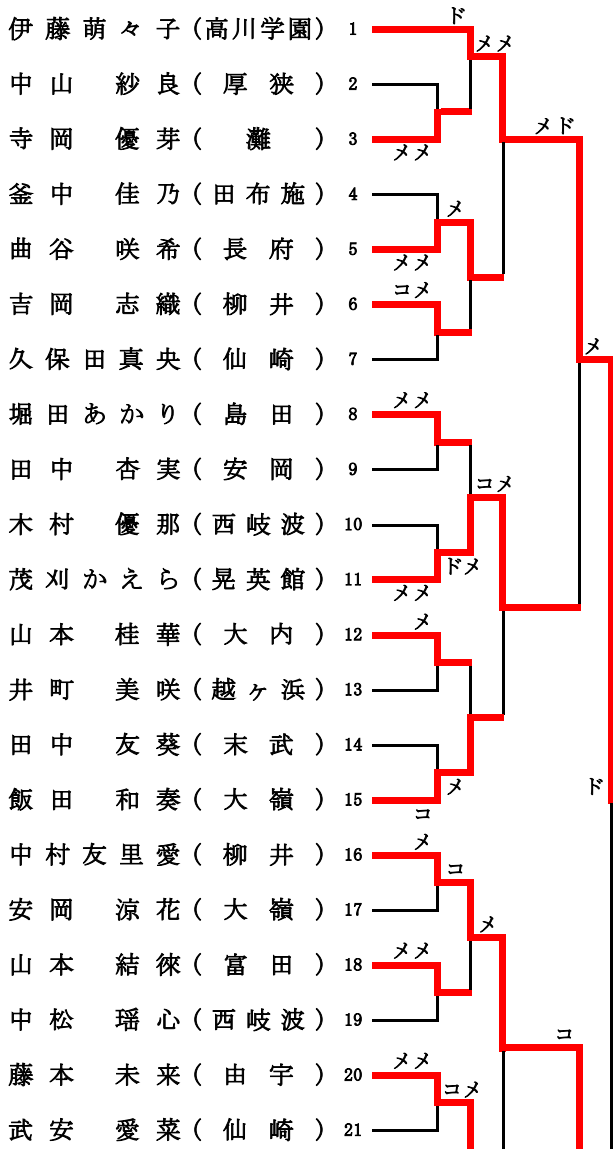 伊藤萌々子(高川学園) 1
ド
メメ
中山 紗良(厚狭) 2
寺岡 優芽(灘) 3
メメ
メド
釜中 佳乃(田布施) 4
メ
曲谷 咲希(長府) 5
メメ
吉岡 志織(柳井) 6
コメ
久保田真央(仙崎) 7
メ
堀田あかり(島田) 8
メメ
田中 杏実(安岡) 9
コメ
木村 優那(西岐波) 10
ドメ
茂刈かえら(晃英館) 11
メメ
山本 桂華(大内) 12
メ
井町 美咲(越ヶ浜) 13
田中 友葵(末武) 14
メ
ド
飯田 和奏(大嶺) 15
コ
中村友里愛(柳井) 16
メ
コ
安岡 涼花(大嶺) 17
メ
山本 結徠(富田) 18
メメ
中松 瑶心(西岐波) 19
コ
藤本 未来(由宇) 20
メメ
コメ
武安 愛菜(仙崎) 21